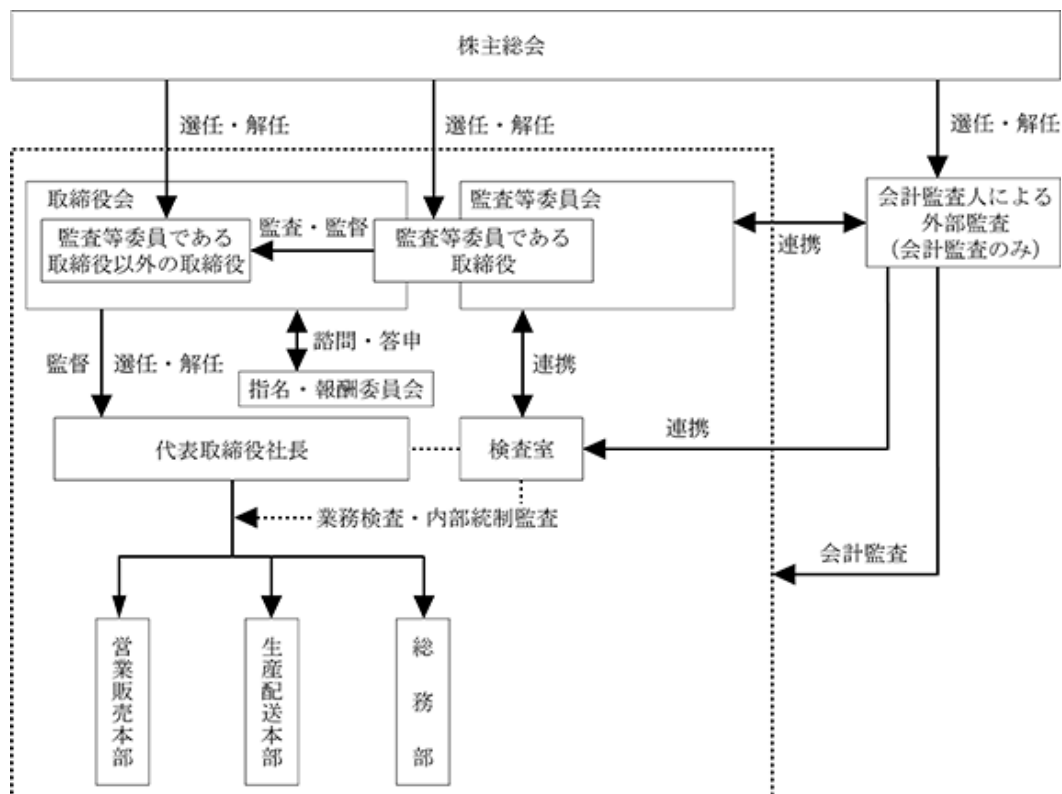 株主総会
選任・解任
選任・解任
選任・解任
取締役会
監査等委員会
会計監査人による
外部監査
(会計監査のみ)
監査等委員である
取締役以外の取締役
監査・監督
監査等委員である
取締役
連携
監督
選任・解任
諮問・答申
連携
指名・報酬委員会
代表取締役社長
検査室
連携
業務検査・内部統制監査
会計監査
営業販売本部
生産配送本部
総務部